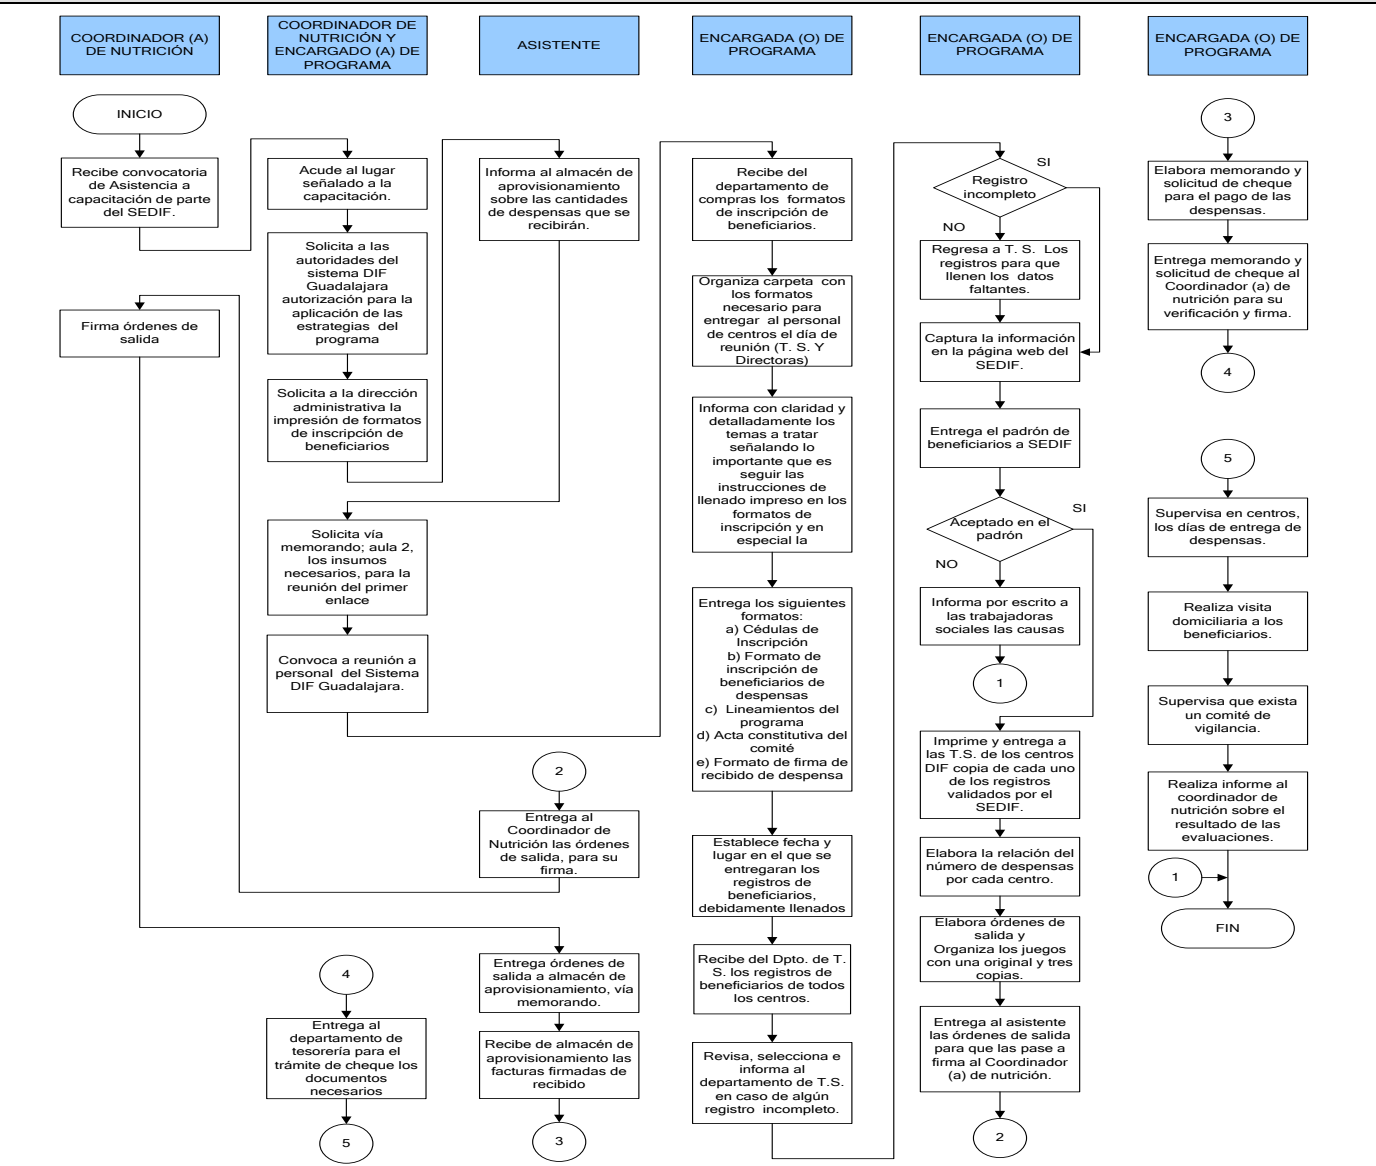 COORDINADOR (A)
DE NUTRICIÓN
COORDINADOR DE
NUTRICIÓN Y
ENCARGADO (A) DE
PROGRAMA
ASISTENTE
ENCARGADA (O) DE
PROGRAMA
ENCARGADA (O) DE
PROGRAMA
ENCARGADA (O) DE
PROGRAMA
INICIO
Recibe convocatoria
de Asistencia a
capacitación de parte
del SEDIF.
Firma órdenes de
salida
Acude al lugar
señalado a la
capacitación.
Solicita a las
autoridades del
sistema DIF
Guadalajara
autorización para la
aplicación de las
estrategias del
programa
Solicita a la dirección
administrativa la
impresión de formatos
de inscripción de
beneficiarios
Solicita vía
memorando; aula 2,
los insumos
necesarios, para la
reunión del primer
enlace
Convoca a reunión a
personal del Sistema
DIF Guadalajara.
4
Entrega al
departamento de
tesorería para el
trámite de cheque los
documentos
necesarios
5
Informa al almacén de
aprovisionamiento
sobre las cantidades
de despensas que se
recibirán.
2
Entrega al
Coordinador de
Nutrición las órdenes
de salida, para su
firma.
Entrega órdenes de
salida a almacén de
aprovisionamiento, vía
memorando.
Recibe de almacén de
aprovisionamiento las
facturas firmadas de
recibido
3
Recibe del
departamento de
compras los formatos
de inscripción de
beneficiarios.
Organiza carpeta con
los formatos
necesario para
entregar al personal
de centros el día de
reunión (T. S. Y
Directoras)
Informa con claridad y
detalladamente los
temas a tratar
señalando lo
importante que es
seguir las
instrucciones de
llenado impreso en los
formatos de
inscripción y en
especial la
Entrega los siguientes
formatos:
a) Cédulas de
Inscripción
b) Formato de
inscripción de
beneficiarios de
despensas
c) Lineamientos del
programa
d) Acta constitutiva del
comité
e) Formato de firma de
recibido de despensa
Establece fecha y
lugar en el que se
entregaran los
registros de
beneficiarios,
debidamente llenados
Recibe del Dpto. de T.
S. los registros de
beneficiarios de todos
los centros.
Revisa, selecciona e
informa al
departamento de T.S.
en caso de algún
registro incompleto.
Registro
incompleto
SI
NO
Regresa a T. S. Los
registros para que
llenen los datos
faltantes.
Captura la información
en la página web del
SEDIF.
Entrega el padrón de
beneficiarios a SEDIF
Aceptado en el
padrón
SI
NO
Informa por escrito a
las trabajadoras
sociales las causas
1
Imprime y entrega a
las T.S. de los centros
DIF copia de cada uno
de los registros
validados por el
SEDIF.
Elabora la relación del
número de despensas
por cada centro.
Elabora órdenes de
salida y
Organiza los juegos
con una original y tres
copias.
Entrega al asistente
las órdenes de salida
para que las pase a
firma al Coordinador
(a) de nutrición.
2
3
Elabora memorando y
solicitud de cheque
para el pago de las
despensas.
Entrega memorando y
solicitud de cheque al
Coordinador (a) de
nutrición para su
verificación y firma.
4
5
Supervisa en centros,
los días de entrega de
despensas.
Realiza visita
domiciliaria a los
beneficiarios.
Supervisa que exista
un comité de
vigilancia.
Realiza informe al
coordinador de
nutrición sobre el
resultado de las
evaluaciones.
1
FIN